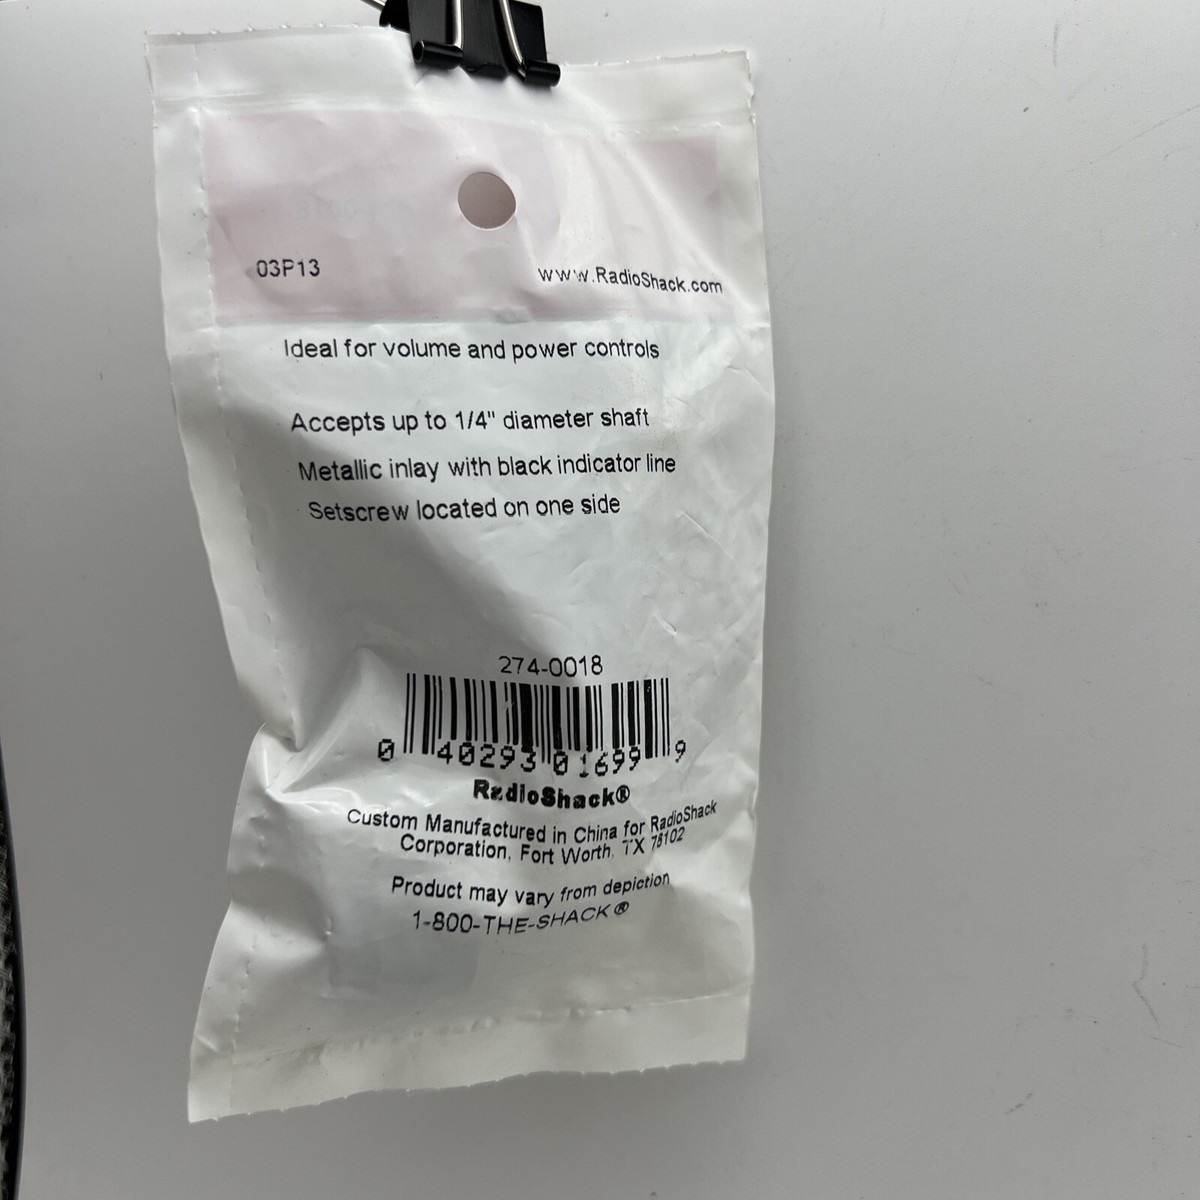 03P13
www.RadioShack.com
Ideal for volume and power controls
Accepts up to 1/4" diameter shaft
Metallic inlay with black indicator line
Setscrew located on one side
274-0018
0 40293 01699 9
RadioShack®
Custom Manufactured in China for RadioShack
Corporation, Fort Worth, TX 76102
Product may vary from depiction
1-800-THE-SHACK®